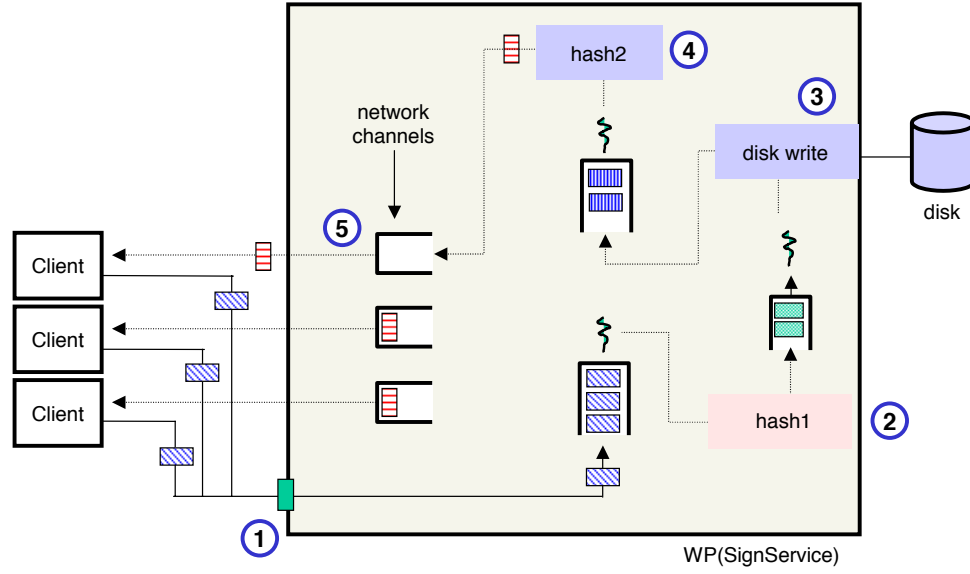 hash2
4
3
network
channels
disk write
disk
5
Client
Client
Client
hash1
2
1
WP(SignService)